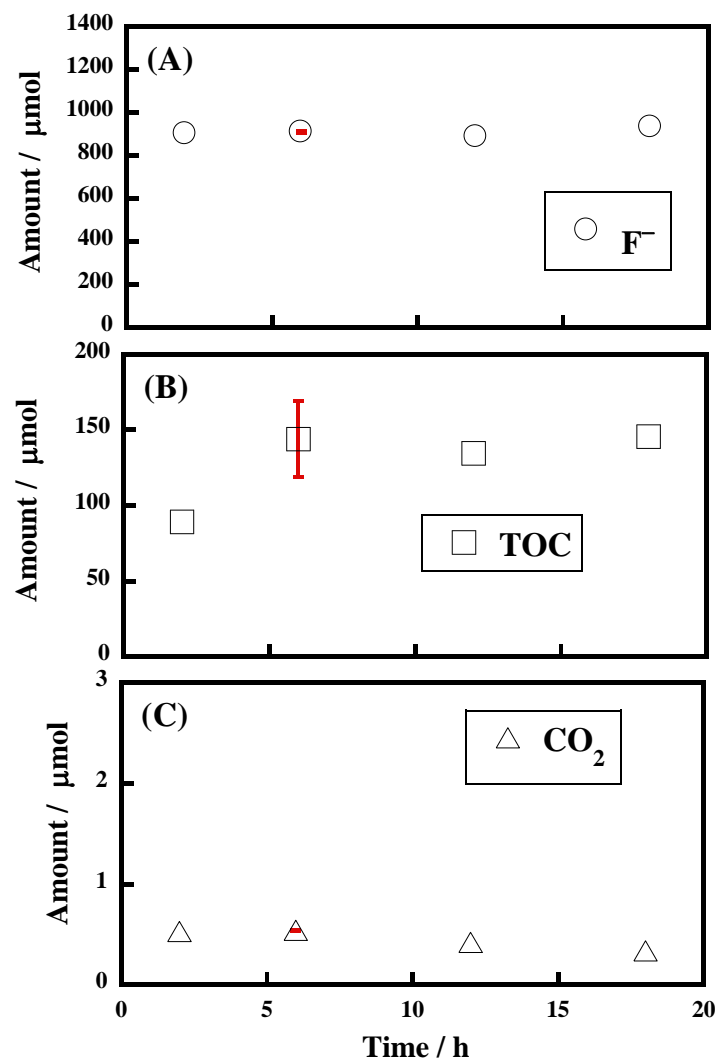 (A)
1400
1200
1000
800
600
400
200
0
Amount / μmol
F⁻
(B)
200
150
100
50
0
Amount / μmol
TOC
(C)
3
2
1
0
Amount / μmol
CO₂
0 5 10 15 20
Time / h